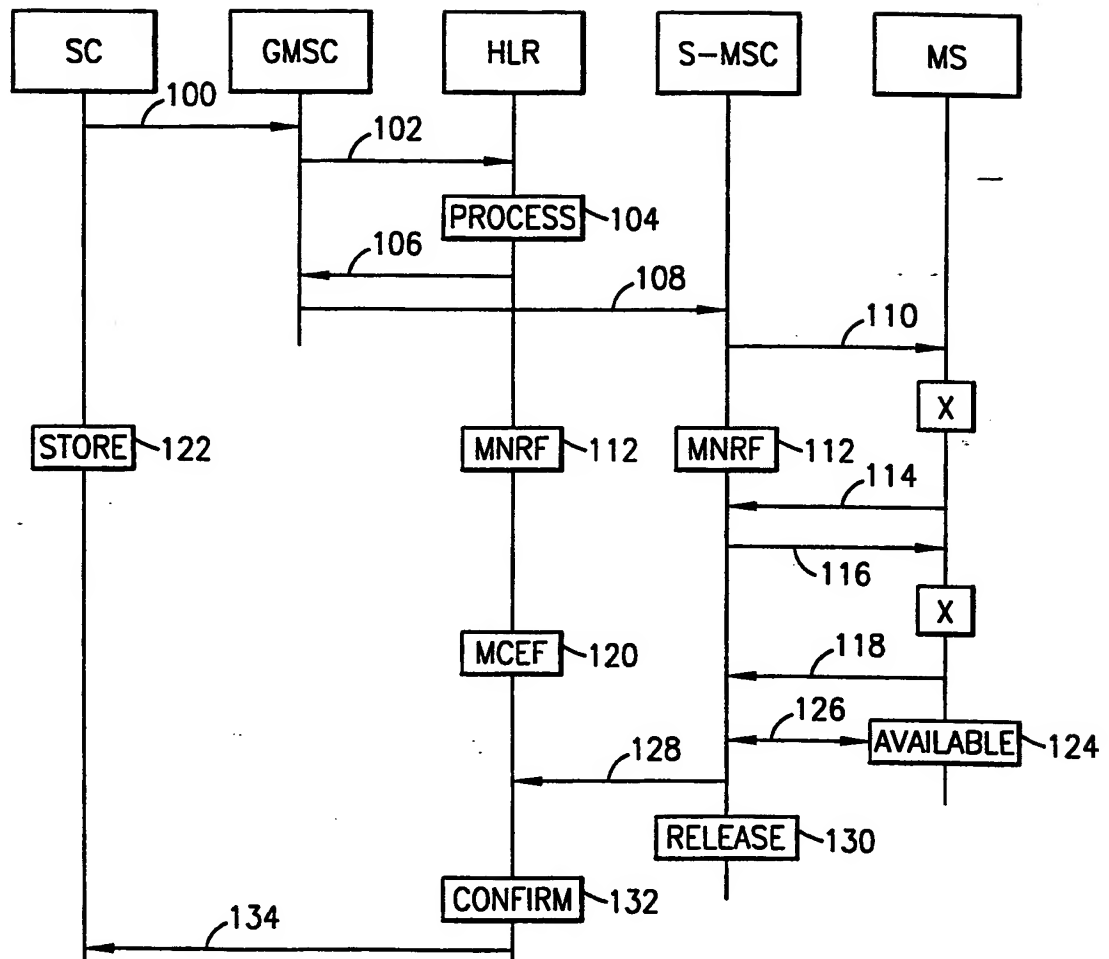 SC GMSC HLR S-MSC MS
100
102
PROCESS 104
106
108
110
X
STORE 122 MNRF 112 MNRF 112
114
116
X
MCEF 120
118
126
AVAILABLE 124
128
RELEASE 130
CONFIRM 132
134